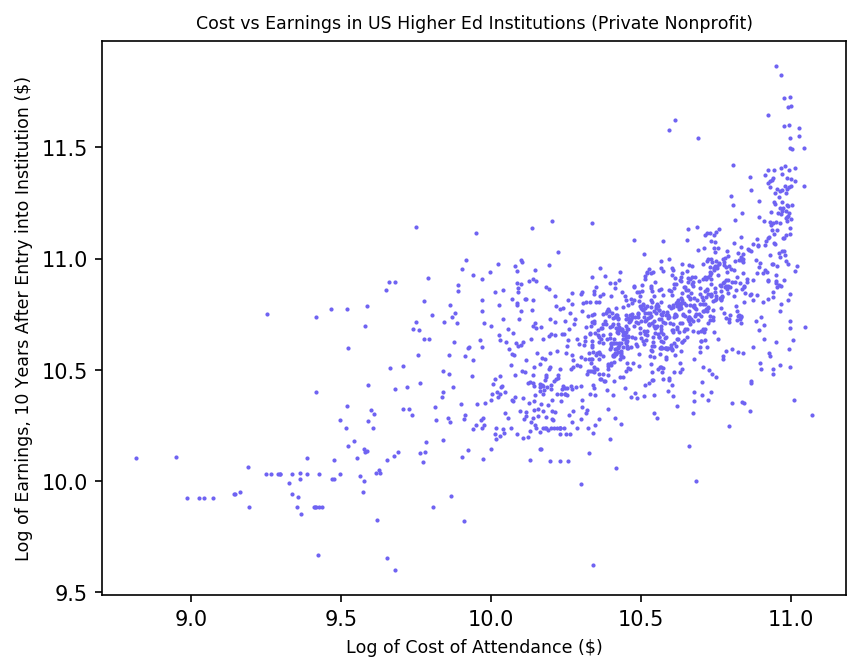 Cost vs Earnings in US Higher Ed Institutions (Private Nonprofit)
Log of Earnings, 10 Years After Entry into Institution ($)
11.5
11.0
10.5
10.0
9.5
9.0 9.5 10.0 10.5 11.0
Log of Cost of Attendance ($)